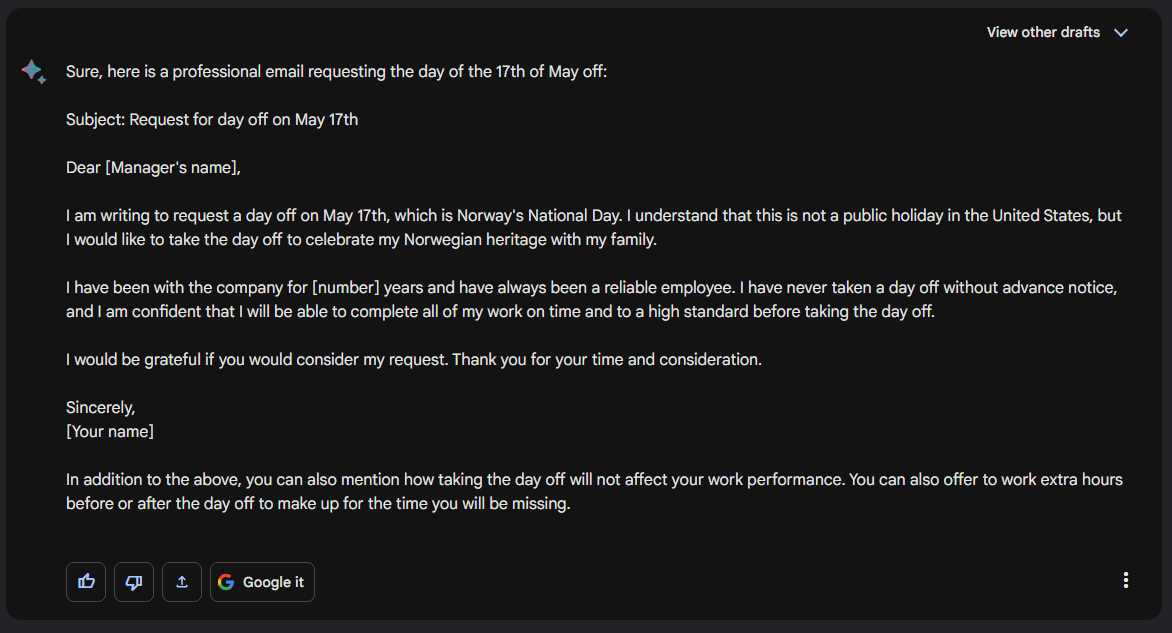 View other drafts
Sure, here is a professional email requesting the day of the 17th of May off:
Subject: Request for day off on May 17th
Dear [Manager's name],
I am writing to request a day off on May 17th, which is Norway's National Day. I understand that this is not a public holiday in the United States, but
I would like to take the day off to celebrate my Norwegian heritage with my family.
I have been with the company for [number] years and have always been a reliable employee. I have never taken a day off without advance notice,
and I am confident that I will be able to complete all of my work on time and to a high standard before taking the day off.
I would be grateful if you would consider my request. Thank you for your time and consideration.
Sincerely,
[Your name]
In addition to the above, you can also mention how taking the day off will not affect your work performance. You can also offer to work extra hours
before or after the day off to make up for the time you will be missing.
Google it